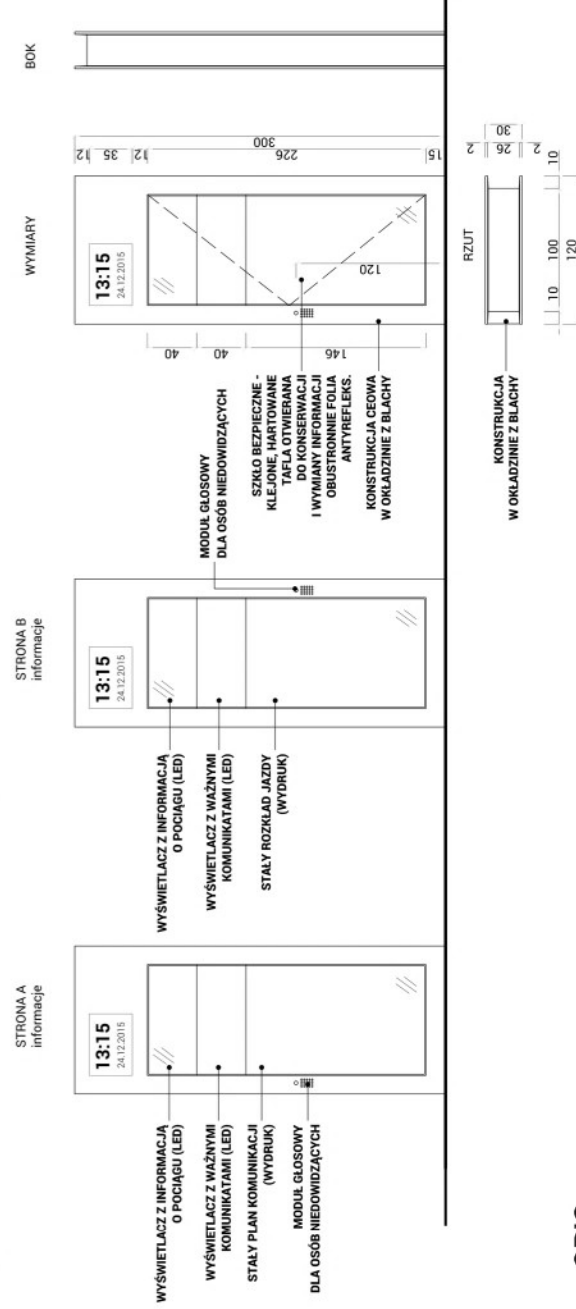 STRONA A
informacje
13:15
24.12.2015
WYŚWIETLACZ Z INFORMACJĄ
O POCIĄGU (LED)
WYŚWIETLACZ Z WAŻNYMI
KOMUNIKATAMI (LED)
STAŁY PLAN KOMUNIKACJI
(WYDRUK)
MODUŁ GŁOSOWY
DLA OSÓB NIEDOWIDZĄCYCH
STRONA B
informacje
13:15
24.12.2015
WYŚWIETLACZ Z INFORMACJĄ
O POCIĄGU (LED)
WYŚWIETLACZ Z WAŻNYMI
KOMUNIKATAMI (LED)
STAŁY ROZKŁAD JAZDY
(WYDRUK)
MODUŁ GŁOSOWY
DLA OSÓB NIEDOWIDZĄCYCH
WYMIARY
13:15
24.12.2015
12
35
12
300
226
15
40
40
146
120
SZKŁO BEZPIECZNE -
KLEJONE, HARTOWANE
TAFLA OTWIERANA
DO KONSERWACJI
I WYMIANY INFORMACJI
OBUSTRONNIE FOLIA
ANTYREFLEKS.
KONSTRUKCJA CEOWA
W OKŁADZINIE Z BLACHY
BOK
RZUT
2
26
2
30
KONSTRUKCJA
W OKŁADZINIE Z BLACHY
10
100
10
120
OPIS